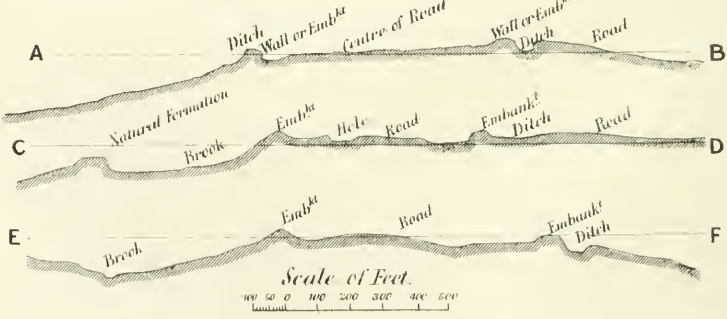 A Ditch Wall or Embkt Centre of Road Wall or Embkt Ditch Road B
Natural Formation
C Brook Embkt Hole Road Embankt. Ditch Road D
E Brook Embkt Road Embankt. Ditch F
Scale of Feet.
100 50 0 100 200 300 400 500